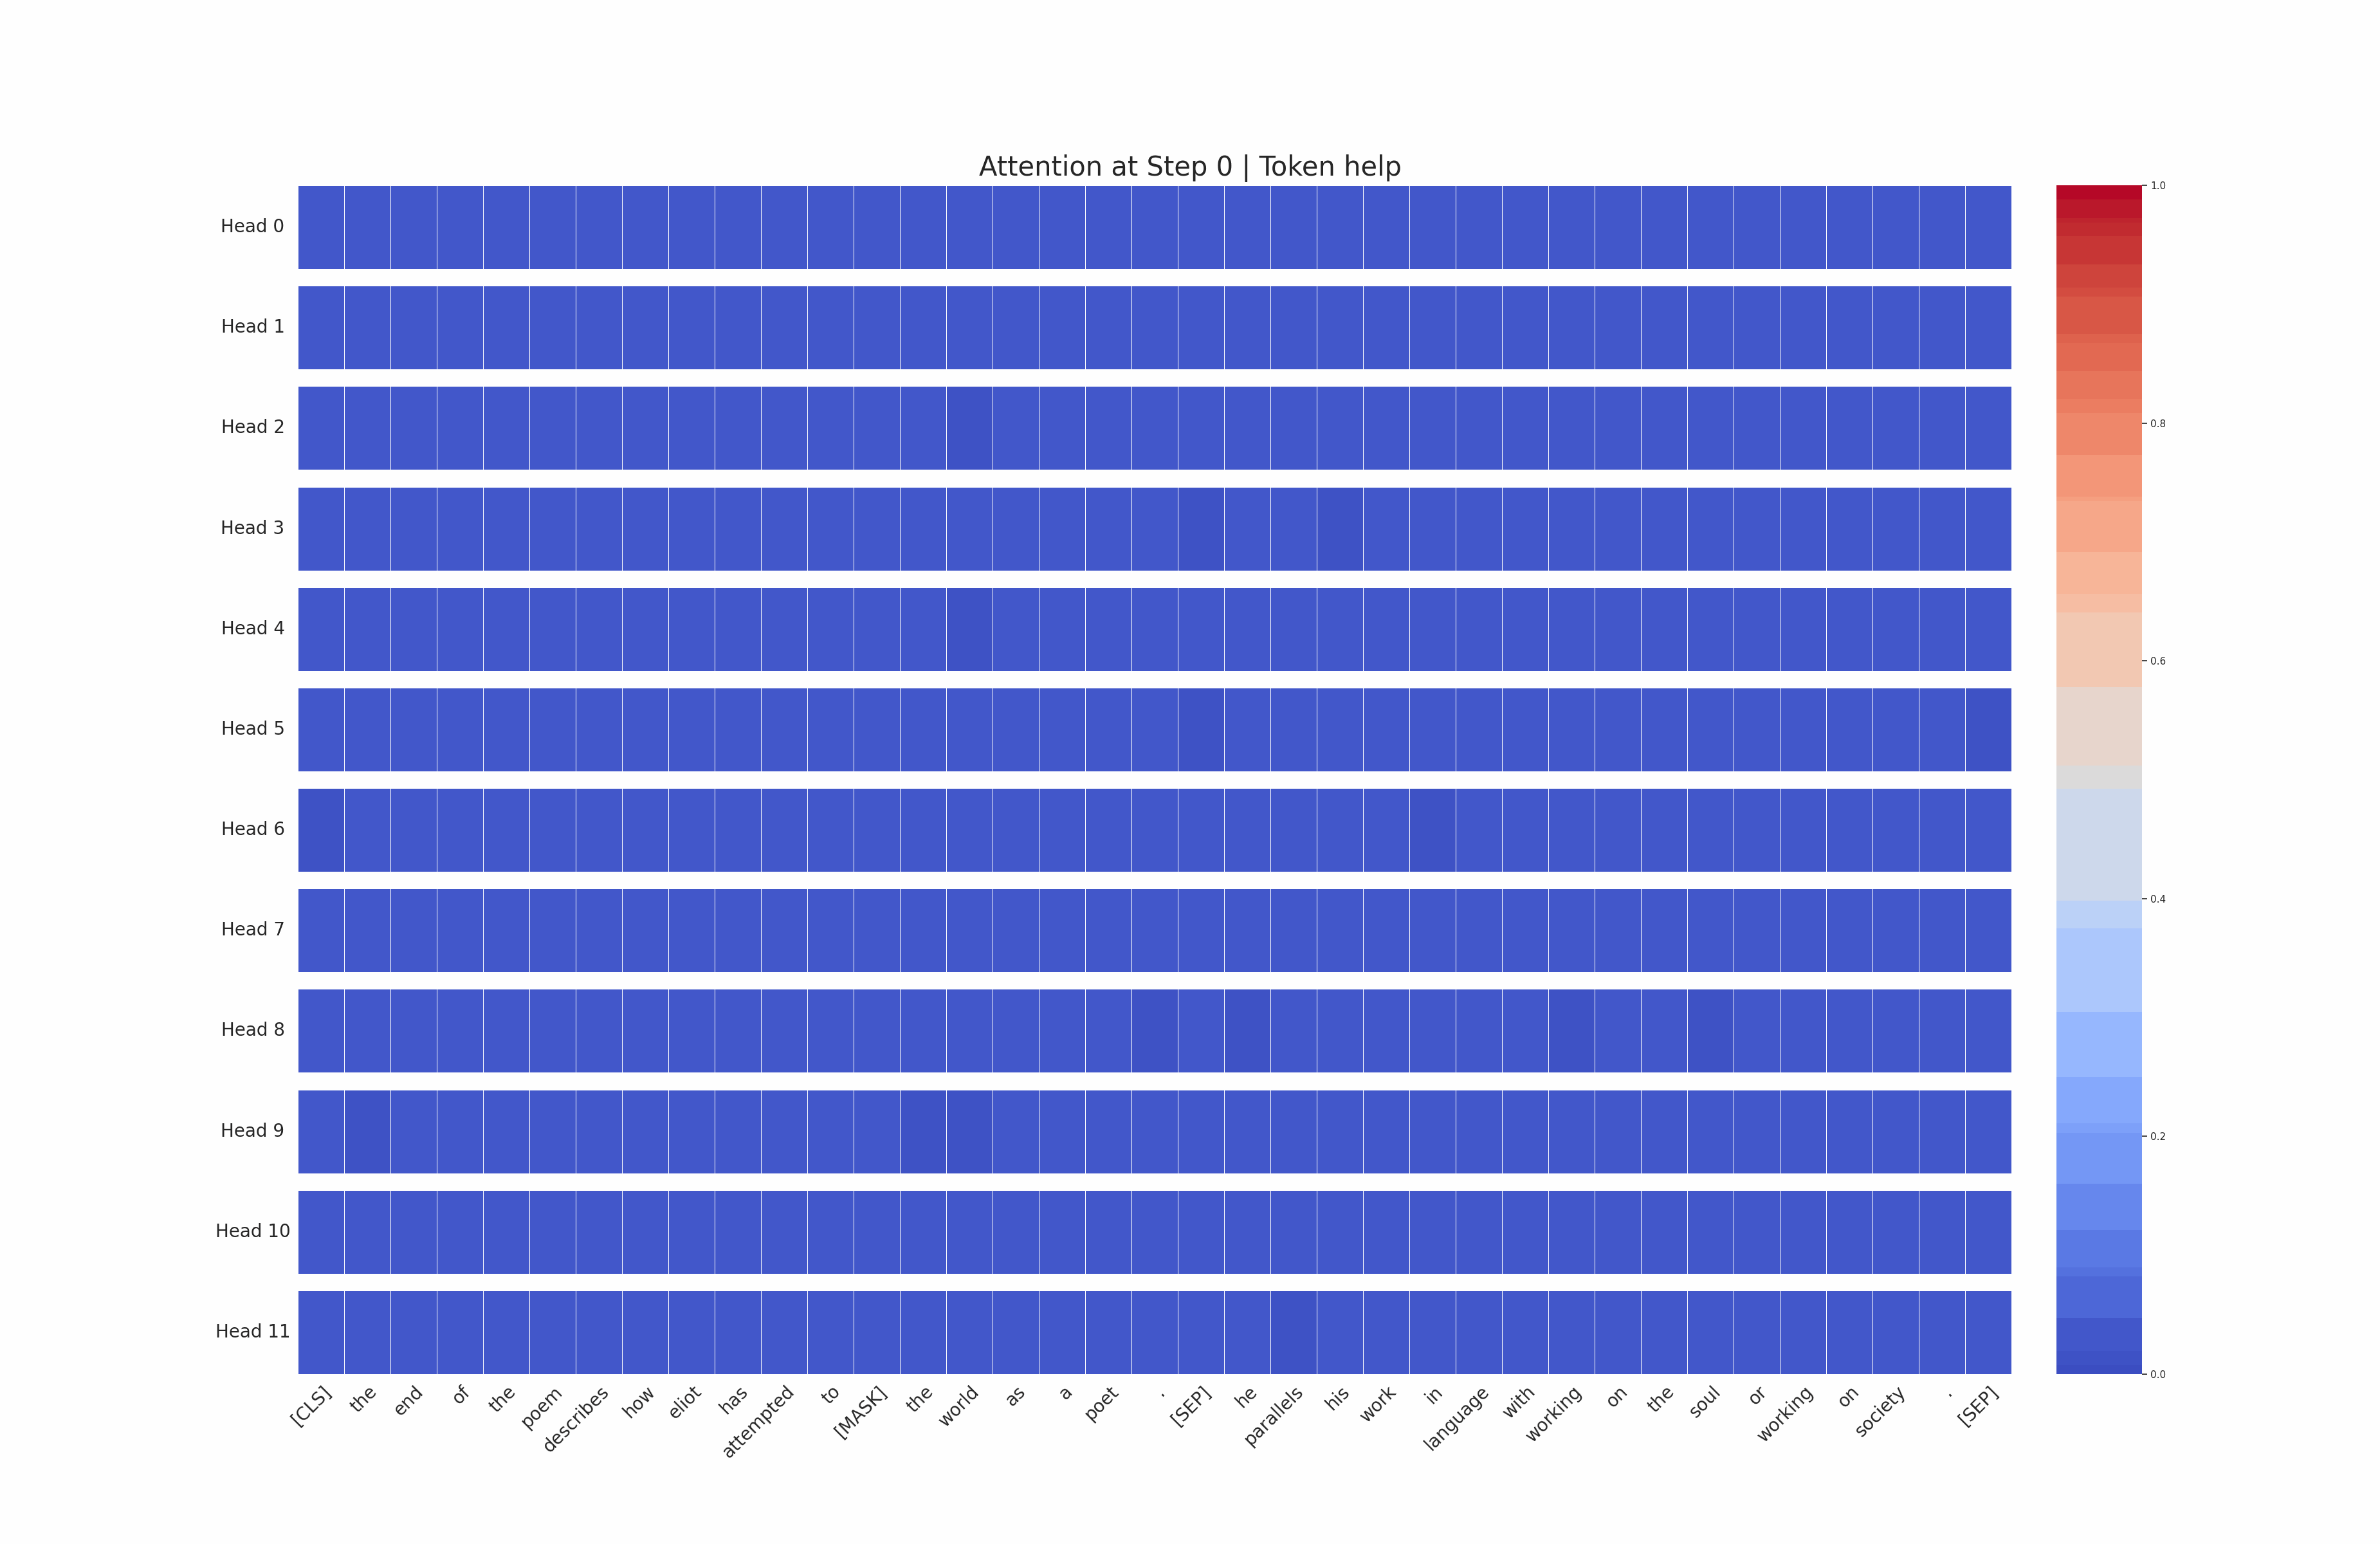 Attention at Step 0 | Token help
Head 0
Head 1
Head 2
Head 3
Head 4
Head 5
Head 6
Head 7
Head 8
Head 9
Head 10
Head 11
[CLS] the end of the poem describes how eliot has attempted to [MASK] the world as a poet . [SEP] he parallels his work in language with working on the soul or working on society . [SEP]
1.0
0.8
0.6
0.4
0.2
0.0